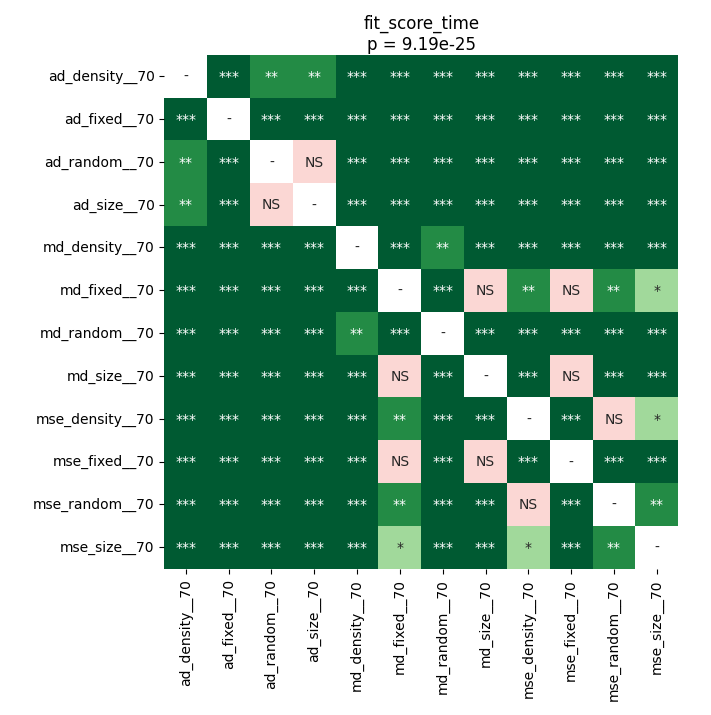 fit_score_time
p = 9.19e-25
ad_density__70 - *** ** ** *** *** *** *** *** *** *** ***
ad_fixed__70 *** - *** *** *** *** *** *** *** *** *** ***
ad_random__70 ** *** - NS *** *** *** *** *** *** *** ***
ad_size__70 ** *** NS - *** *** *** *** *** *** *** ***
md_density__70 *** *** *** *** - *** ** *** *** *** *** ***
md_fixed__70 *** *** *** *** *** - *** NS ** NS ** *
md_random__70 *** *** *** *** ** *** - *** *** *** *** ***
md_size__70 *** *** *** *** *** NS *** - *** NS *** ***
mse_density__70 *** *** *** *** *** ** *** *** - *** NS *
mse_fixed__70 *** *** *** *** *** NS *** NS *** - *** ***
mse_random__70 *** *** *** *** *** ** *** *** NS *** - **
mse_size__70 *** *** *** *** *** * *** *** * *** ** -
ad_density__70
ad_fixed__70
ad_random__70
ad_size__70
md_density__70
md_fixed__70
md_random__70
md_size__70
mse_density__70
mse_fixed__70
mse_random__70
mse_size__70